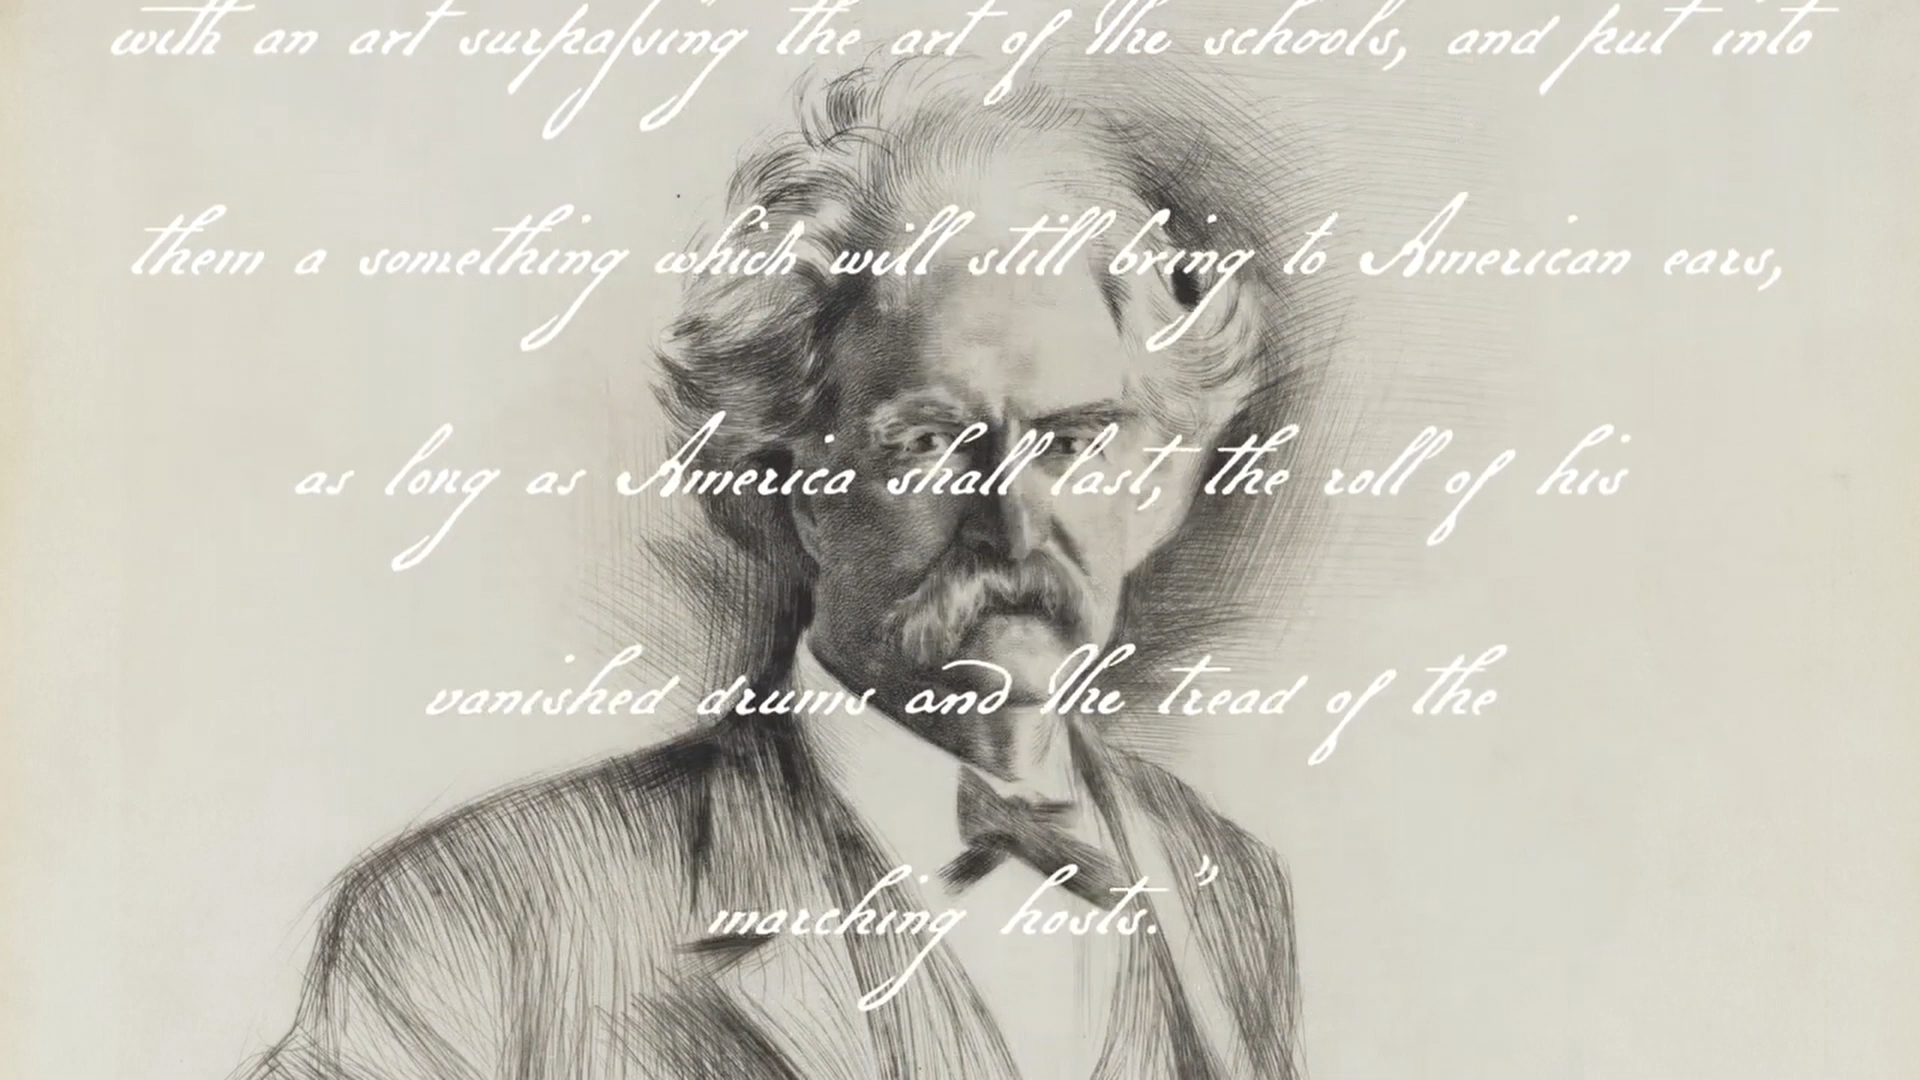 with an art surpaſsing the art of the schools, and put into
them a something which will still bring to American ears,
as long as America shall last, the roll of his
vanished drums and the tread of the
marching hosts."